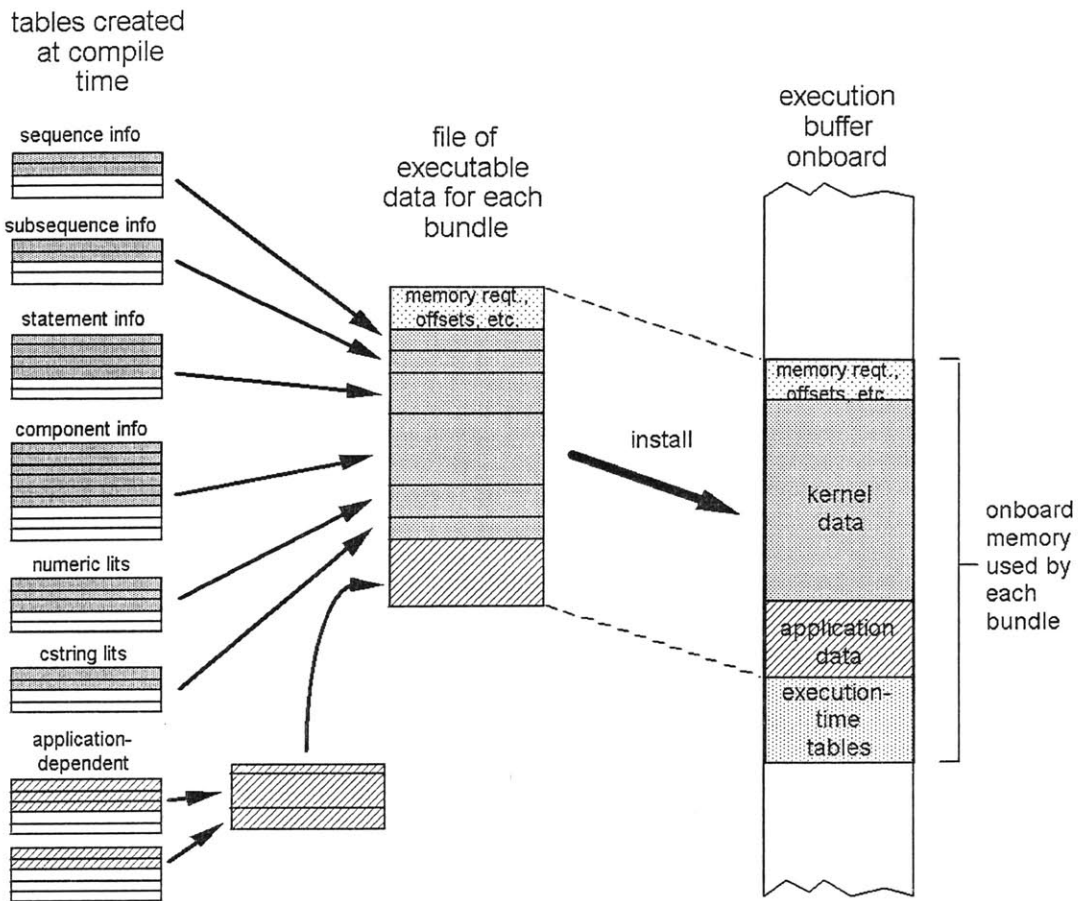 tables created
at compile
time
sequence info
subsequence info
statement info
component info
numeric lits
cstring lits
application-
dependent
file of
executable
data for each
bundle
memory reqt.,
offsets, etc.
install
execution
buffer
onboard
memory reqt.,
offsets, etc
kernel
data
application
data
execution-
time
tables
onboard
memory
used by
each
bundle